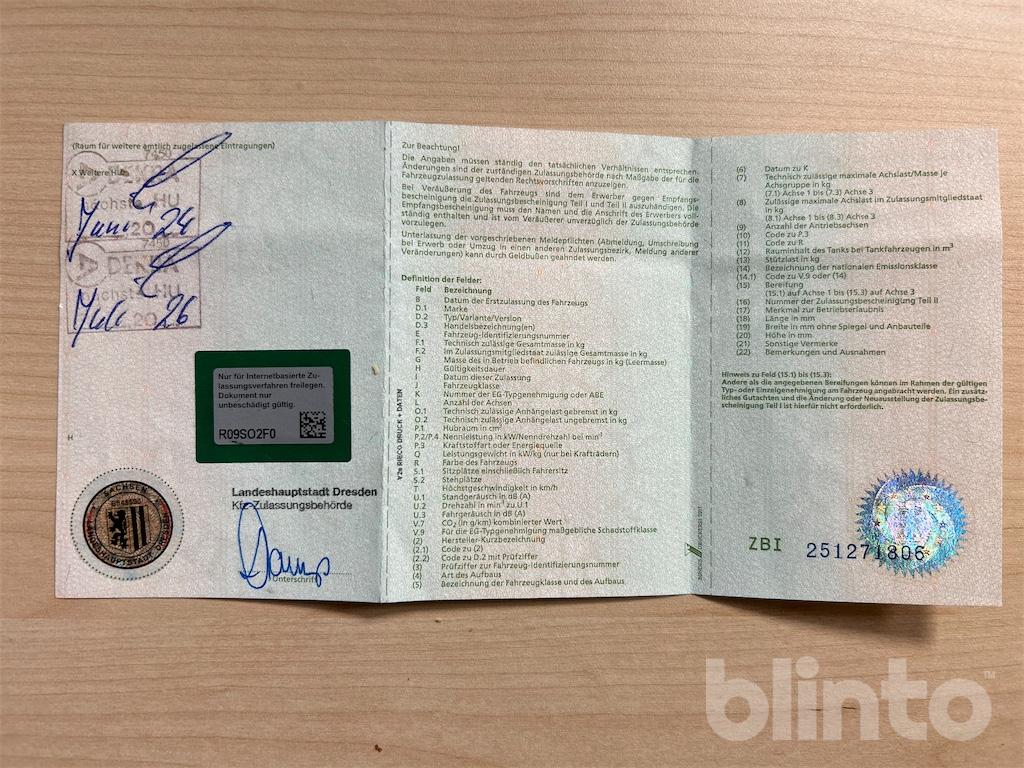 (Raum für weitere amtlich zugelassene Eintragungen)
7450
DEKRA
Juni 24
7450
DEKRA
Juli 26
Nur für Internetbasierte Zu-
lassungsverfahren freilegen.
Dokument nur
unbeschädigt gültig.
R09SO2F0
H
SACHSEN
LANDESHAUPTSTADT DRESDEN
Landeshauptstadt Dresden
Kfz-Zulassungsbehörde
Unterschrift
V2a RIECO DRUCK + DATEN
Zur Beachtung!
Die Angaben müssen ständig den tatsächlichen Verhältnissen entsprechen.
Änderungen sind der zuständigen Zulassungsbehörde nach Maßgabe der für die
Fahrzeugzulassung geltenden Rechtsvorschriften anzuzeigen.
Bei Veräußerung des Fahrzeugs sind dem Erwerber gegen Empfangs-
bescheinigung die Zulassungsbescheinigung Teil I und Teil II auszuhändigen. Die
Empfangsbescheinigung muss den Namen und die Anschrift des Erwerbers voll-
ständig enthalten und ist vom Veräußerer unverzüglich der Zulassungsbehörde
vorzulegen.
Unterlassung der vorgeschriebenen Meldepflichten (Abmeldung, Umschreibung
bei Erwerb oder Umzug in einen anderen Zulassungsbezirk, Meldung anderer
Veränderungen) kann durch Geldbußen geahndet werden.
Definition der Felder:
Feld Bezeichnung
B Datum der Erstzulassung des Fahrzeugs
D.1 Marke
D.2 Typ/Variante/Version
D.3 Handelsbezeichnung(en)
E Fahrzeug-Identifizierungsnummer
F.1 Technisch zulässige Gesamtmasse in kg
F.2 Im Zulassungsmitgliedstaat zulässige Gesamtmasse in kg
G Masse des in Betrieb befindlichen Fahrzeugs in kg (Leermasse)
H Gültigkeitsdauer
I Datum dieser Zulassung
J Fahrzeugklasse
K Nummer der EG-Typgenehmigung oder ABE
L Anzahl der Achsen
O.1 Technisch zulässige Anhängelast gebremst in kg
O.2 Technisch zulässige Anhängelast ungebremst in kg
P.1 Hubraum in cm³
P.2/P.4 Nennleistung in kW/Nenndrehzahl bei min⁻¹
P.3 Kraftstoffart oder Energiequelle
Q Leistungsgewicht in kW/kg (nur bei Krafträdern)
R Farbe des Fahrzeugs
S.1 Sitzplätze einschließlich Fahrersitz
S.2 Stehplätze
T Höchstgeschwindigkeit in km/h
U.1 Standgeräusch in dB (A)
U.2 Drehzahl in min⁻¹ zu U.1
U.3 Fahrgeräusch in dB (A)
V.7 CO₂ (in g/km) kombinierter Wert
V.9 Für die EG-Typgenehmigung maßgebliche Schadstoffklasse
(2) Hersteller-Kurzbezeichnung
(2.1) Code zu (2)
(2.2) Code zu D.2 mit Prüfziffer
(3) Prüfziffer zur Fahrzeug-Identifizierungsnummer
(4) Art des Aufbaus
(5) Bezeichnung der Fahrzeugklasse und des Aufbaus
(6) Datum zu K
(7) Technisch zulässige maximale Achslast/Masse je
Achsgruppe in kg
(7.1) Achse 1 bis (7.3) Achse 3
(8) Zulässige maximale Achslast im Zulassungsmitgliedstaat
in kg
(8.1) Achse 1 bis (8.3) Achse 3
(9) Anzahl der Antriebsachsen
(10) Code zu P.3
(11) Code zu R
(12) Rauminhalt des Tanks bei Tankfahrzeugen in m³
(13) Stützlast in kg
(14) Bezeichnung der nationalen Emissionsklasse
(14.1) Code zu V.9 oder (14)
(15) Bereifung
(15.1) auf Achse 1 bis (15.3) auf Achse 3
(16) Nummer der Zulassungsbescheinigung Teil II
(17) Merkmal zur Betriebserlaubnis
(18) Länge in mm
(19) Breite in mm ohne Spiegel und Anbauteile
(20) Höhe in mm
(21) Sonstige Vermerke
(22) Bemerkungen und Ausnahmen
Hinweis zu Feld (15.1) bis (15.3):
Andere als die angegebenen Bereifungen können im Rahmen der gültigen
Typ- oder Einzelgenehmigung am Fahrzeug angebracht werden. Ein zusätz-
liches Gutachten und die Änderung oder Neuausstellung der Zulassungsbe-
scheinigung Teil I ist hierfür nicht erforderlich.
ZBI 251271806
blinto™